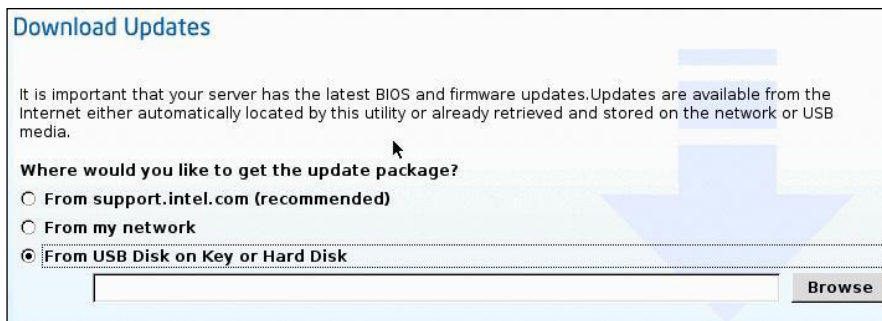 Download Updates
It is important that your server has the latest BIOS and firmware updates.Updates are available from the
Internet either automatically located by this utility or already retrieved and stored on the network or USB
media.
Where would you like to get the update package?
From support.intel.com (recommended)
From my network
From USB Disk on Key or Hard Disk
Browse